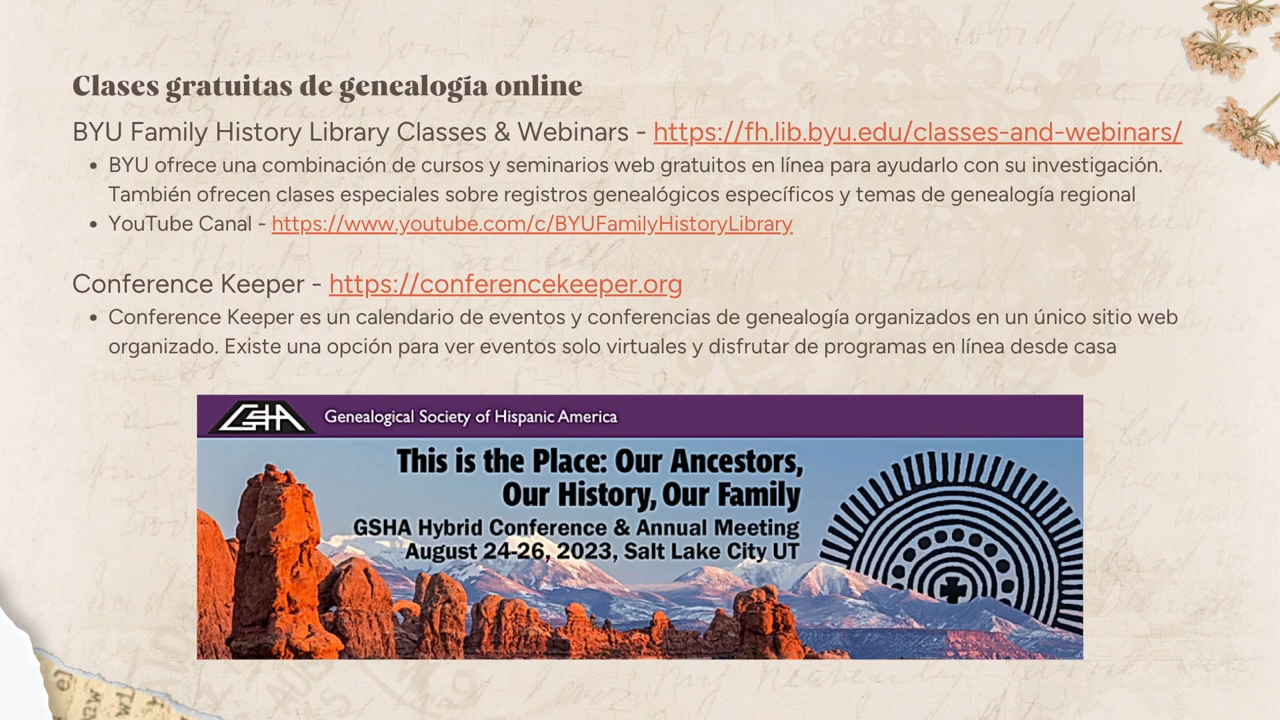 Clases gratuitas de genealogía online
BYU Family History Library Classes & Webinars - https://fh.lib.byu.edu/classes-and-webinars/
• BYU ofrece una combinación de cursos y seminarios web gratuitos en línea para ayudarlo con su investigación.
También ofrecen clases especiales sobre registros genealógicos específicos y temas de genealogía regional
• YouTube Canal - https://www.youtube.com/c/BYUFamilyHistoryLibrary
Conference Keeper - https://conferencekeeper.org
• Conference Keeper es un calendario de eventos y conferencias de genealogía organizados en un único sitio web
organizado. Existe una opción para ver eventos solo virtuales y disfrutar de programas en línea desde casa
GSHA Genealogical Society of Hispanic America
This is the Place: Our Ancestors,
Our History, Our Family
GSHA Hybrid Conference & Annual Meeting
August 24-26, 2023, Salt Lake City UT